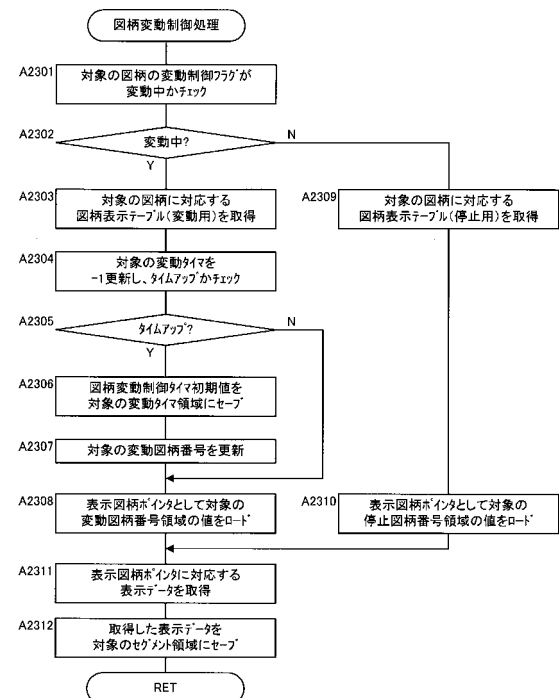 図柄変動制御処理
A2301
対象の図柄の変動制御フラグが
変動中かチェック
A2302
変動中?
N
Y
A2303
対象の図柄に対応する
図柄表示テーブル(変動用)を取得
A2309
対象の図柄に対応する
図柄表示テーブル(停止用)を取得
A2304
対象の変動タイマを
-1更新し、タイムアップかチェック
A2305
タイムアップ?
N
Y
A2306
図柄変動制御タイマ初期値を
対象の変動タイマ領域にセーブ
A2307
対象の変動図柄番号を更新
A2308
表示図柄ポインタとして対象の
変動図柄番号領域の値をロード
A2310
表示図柄ポインタとして対象の
停止図柄番号領域の値をロード
A2311
表示図柄ポインタに対応する
表示データを取得
A2312
取得した表示データを
対象のセグメント領域にセーブ
RET